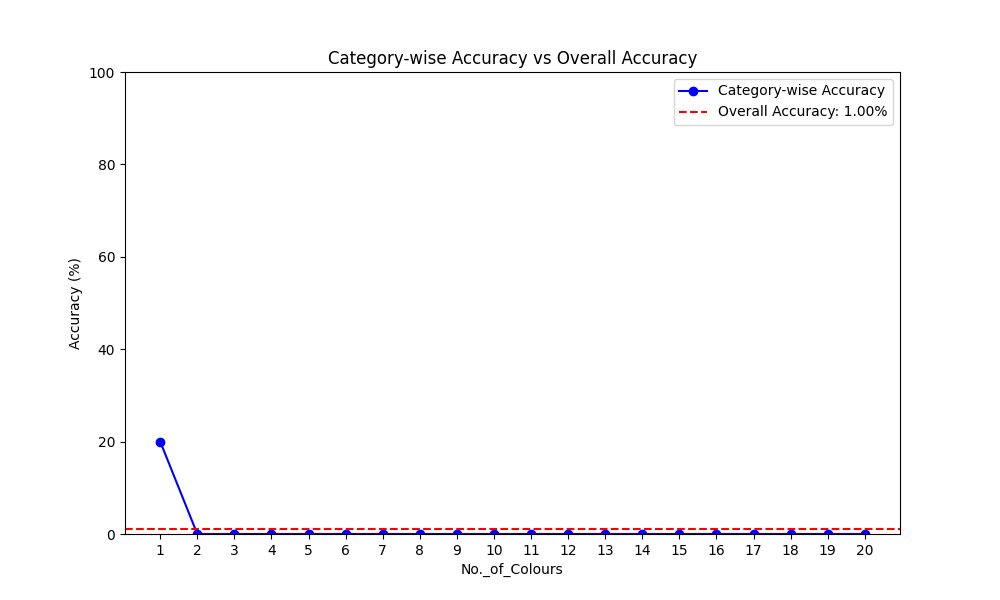 Category-wise Accuracy vs Overall Accuracy
Category-wise Accuracy
Overall Accuracy: 1.00%
100
80
60
40
20
0
Accuracy (%)
1 2 3 4 5 6 7 8 9 10 11 12 13 14 15 16 17 18 19 20
No._of_Colours